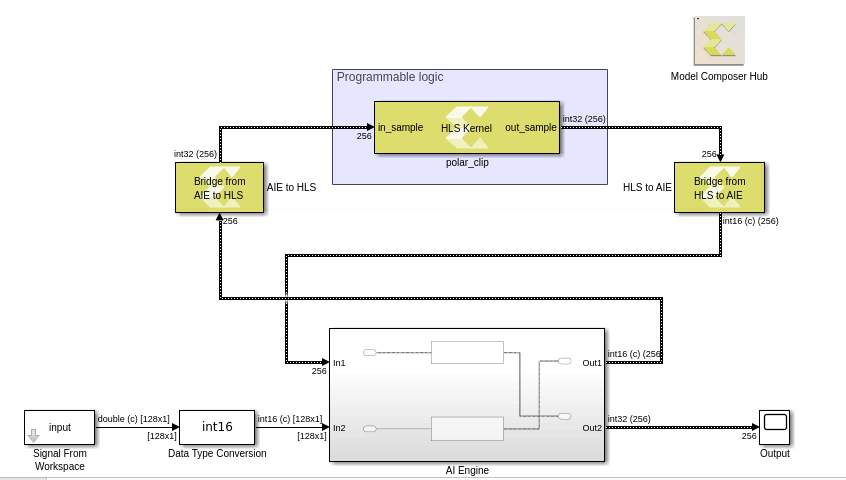 Programmable logic
Model Composer Hub
in_sample
HLS Kernel
out_sample
int32 (256)
256
polar_clip
int32 (256)
256
Bridge from
AIE to HLS
AIE to HLS
256
HLS to AIE
Bridge from
HLS to AIE
int16 (c) (256)
In1
256
Out1
int16 (c) (256
input
double (c) [128x1]
[128x1]
Signal From
Workspace
int16
int16 (c) [128x1]
[128x1]
Data Type Conversion
In2
Out2
int32 (256)
256
AI Engine
Output